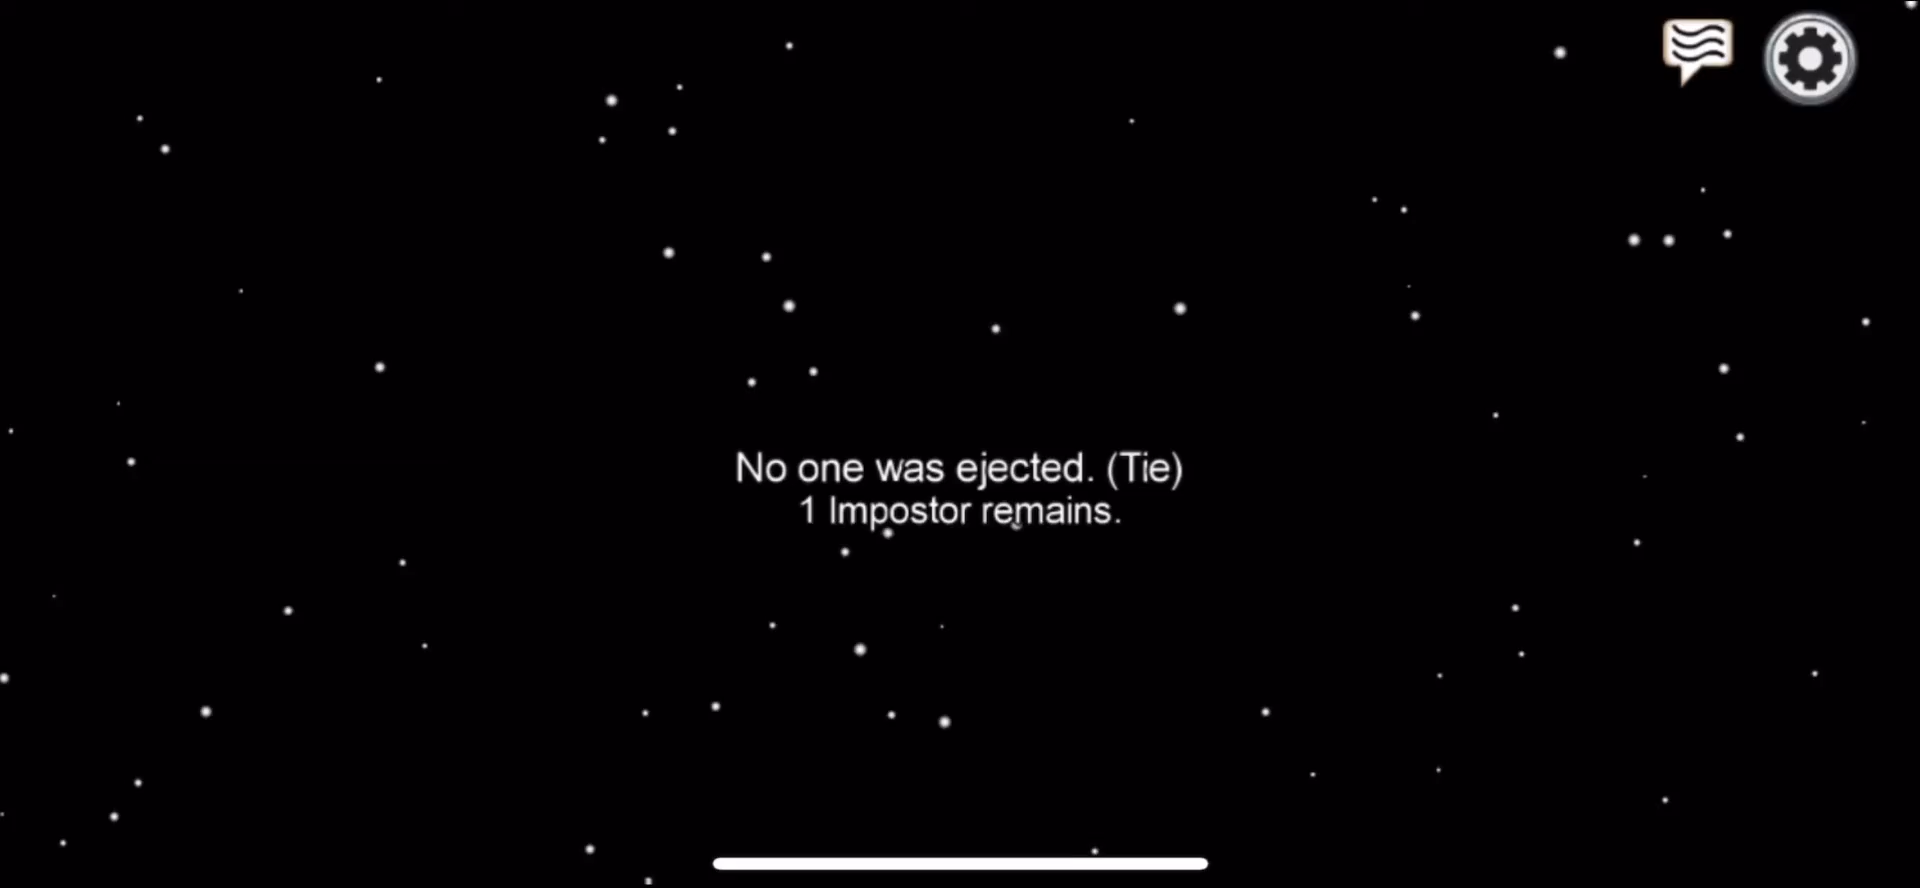 No one was ejected. (Tie)
1 Impostor remains.